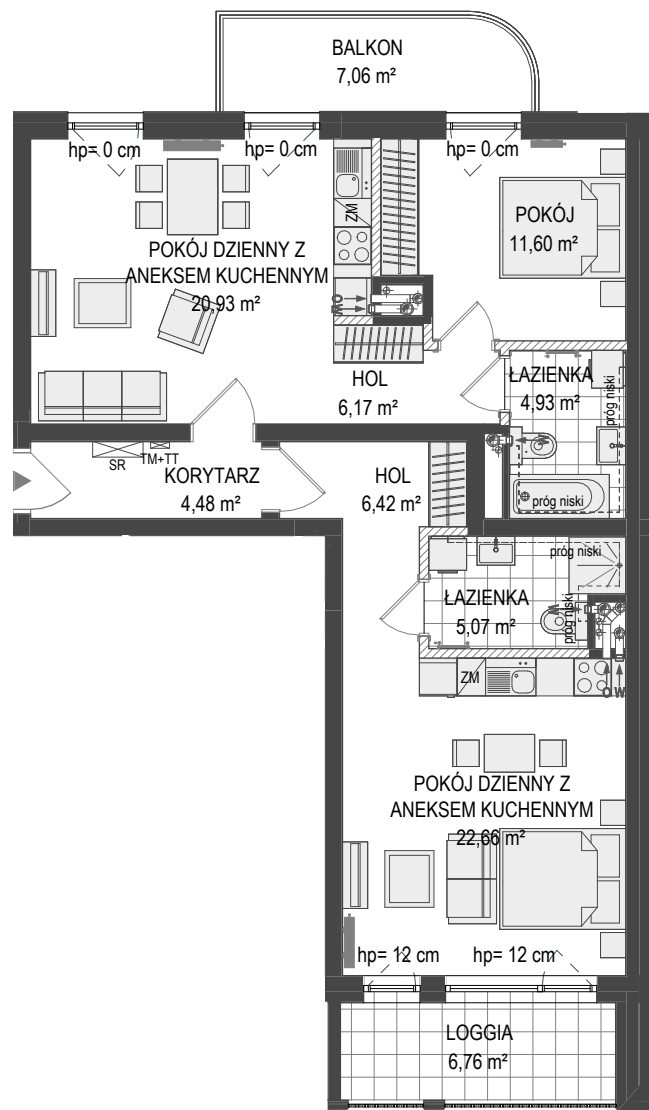 BALKON
7,06 m²
hp= 0 cm
hp= 0 cm
hp= 0 cm
ZM
POKÓJ
11,60 m²
POKÓJ DZIENNY Z
ANEKSEM KUCHENNYM
20,93 m²
WO
HOL
6,17 m²
ŁAZIENKA
4,93 m²
próg niski
W
próg niski
SR
TM+TT
KORYTARZ
4,48 m²
HOL
6,42 m²
próg niski
ŁAZIENKA
5,07 m²
W
próg niski
ZM
O W
POKÓJ DZIENNY Z
ANEKSEM KUCHENNYM
22,66 m²
hp= 12 cm
hp= 12 cm
LOGGIA
6,76 m²